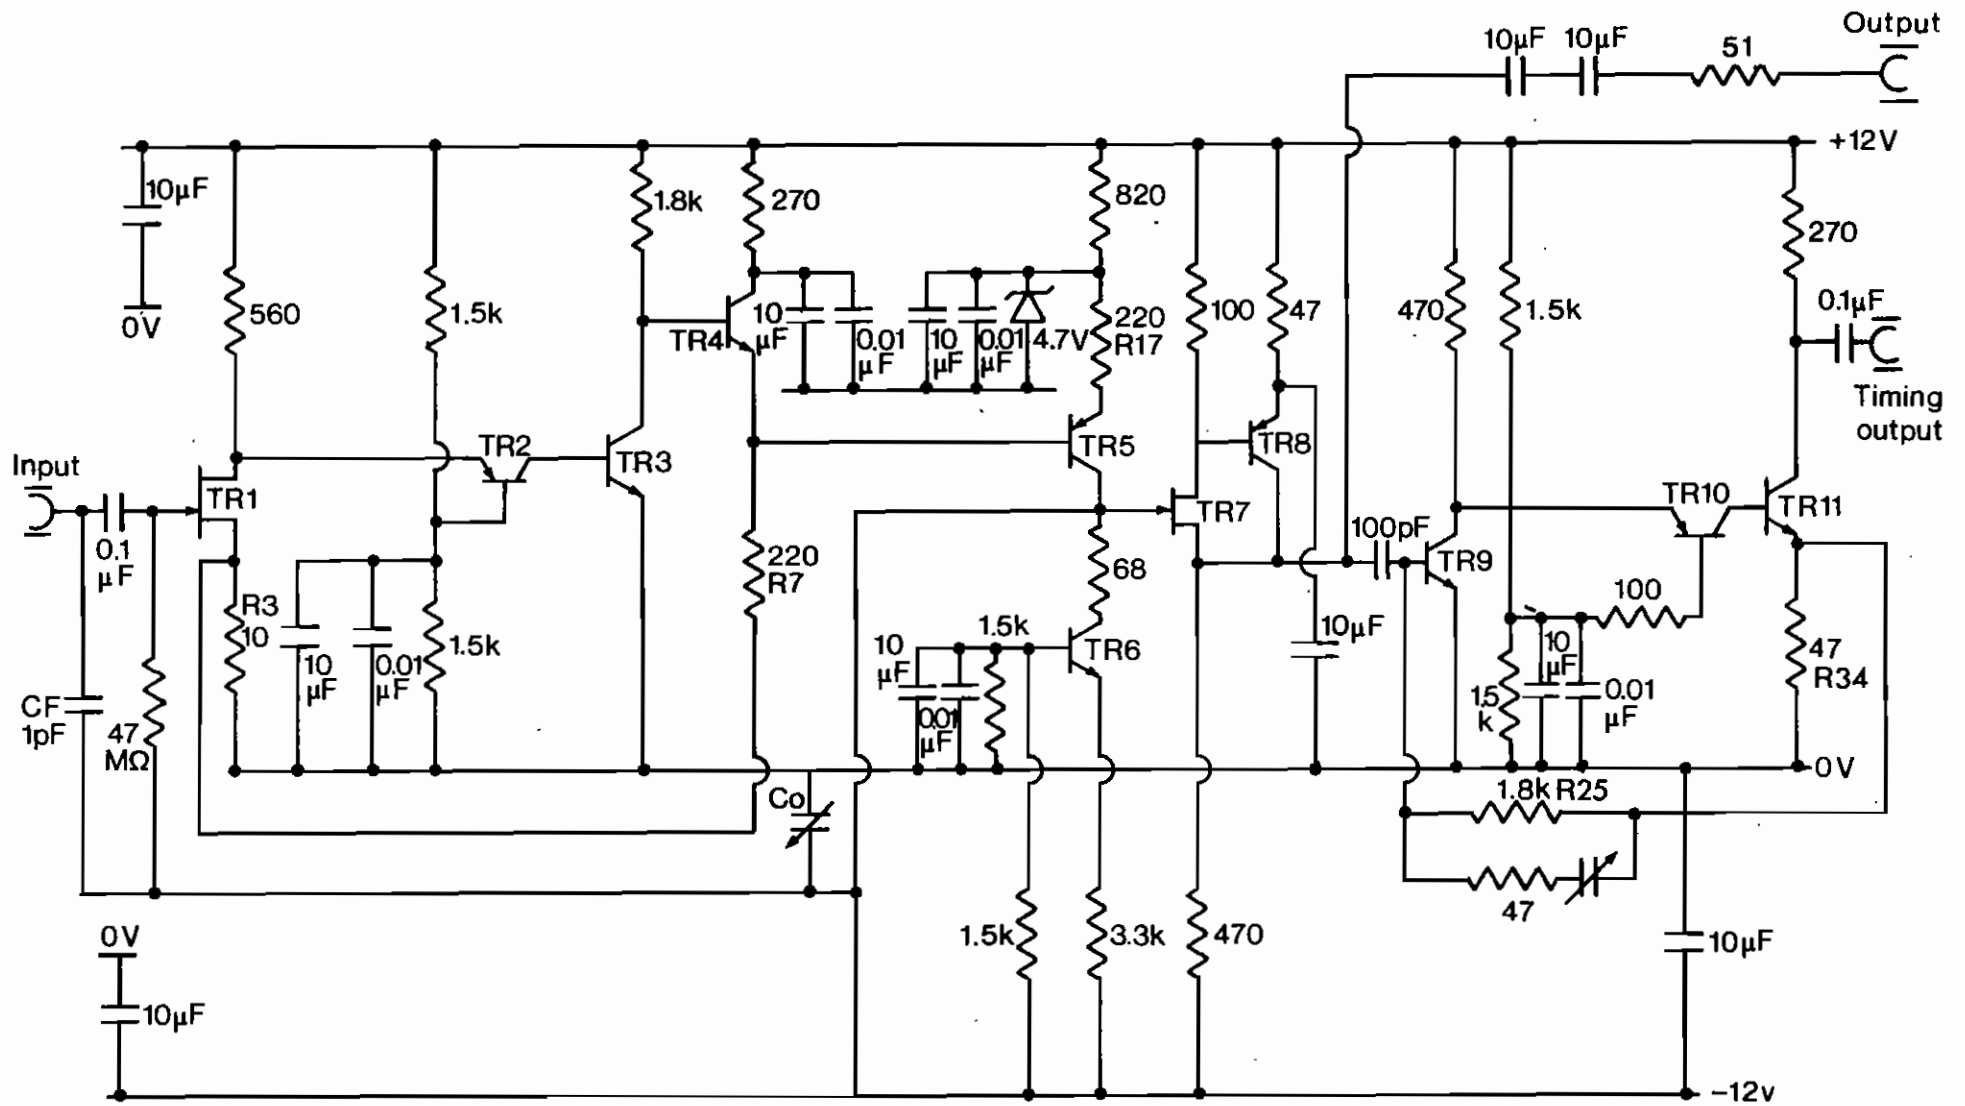 Output
10µF 10µF 51
+12V
10µF
0V
560
1.5k
1.8k
270
10
µF
0.01
µF
10
µF
0.01
µF
4.7V
820
220
R17
100
47
470
1.5k
270
0.1µF
Timing
output
Input
TR1
TR2
TR3
TR4
TR5
TR7
TR8
TR9
TR10
TR11
0.1
µF
R3
10
10
µF
0.01
µF
1.5k
220
R7
68
TR6
10
µF
0.01
µF
1.5k
100pF
10µF
100
10
µF
0.01
µF
15
k
47
R34
CF
1pF
47
MΩ
0V
Co
1.8k R25
47
1.5k
3.3k
470
10µF
0V
10µF
-12v